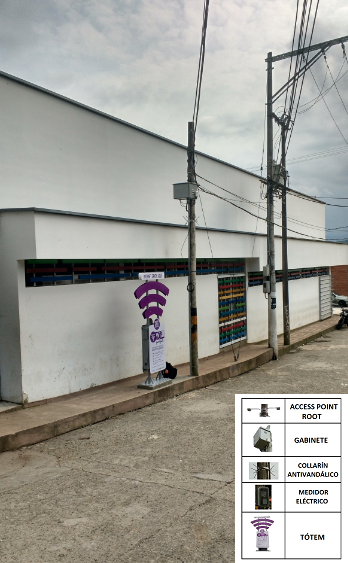 ACCESS POINT
ROOT
GABINETE
COLLARÍN
ANTIVANDÁLICO
MEDIDOR
ELÉCTRICO
TÓTEM